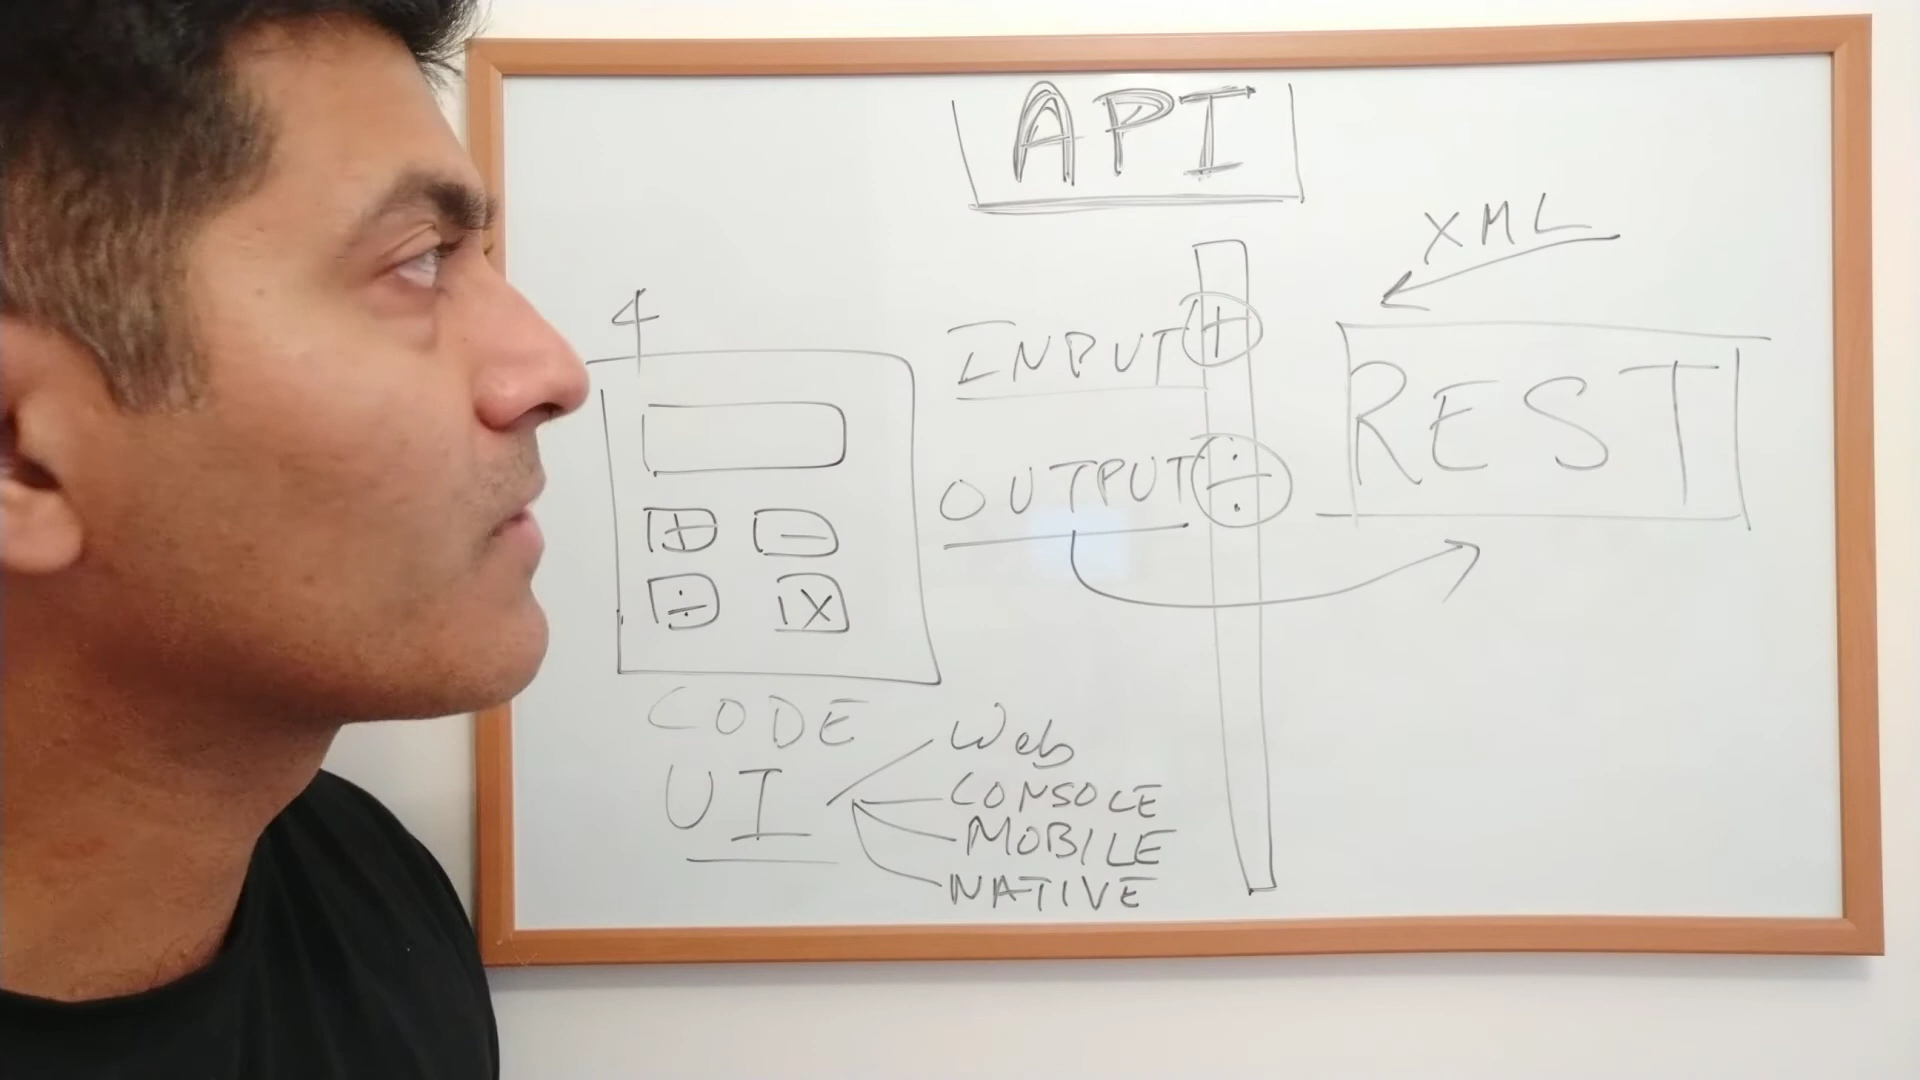 API
XML
4
INPUT +
REST
OUTPUT ÷
+ -
÷ X
CODE
UI
Web
CONSOLE
MOBILE
NATIVE